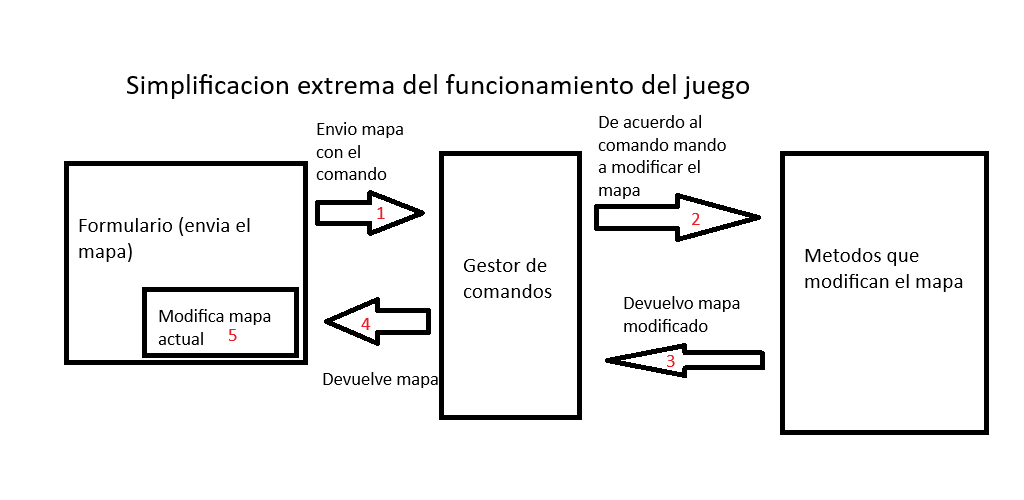 Simplificacion extrema del funcionamiento del juego
Envio mapa
con el
comando
1
De acuerdo al
comando mando
a modificar el
mapa
2
Formulario (envia el
mapa)
Modifica mapa
actual 5
4
Devuelve mapa
Gestor de
comandos
Devuelvo mapa
modificado
3
Metodos que
modifican el mapa